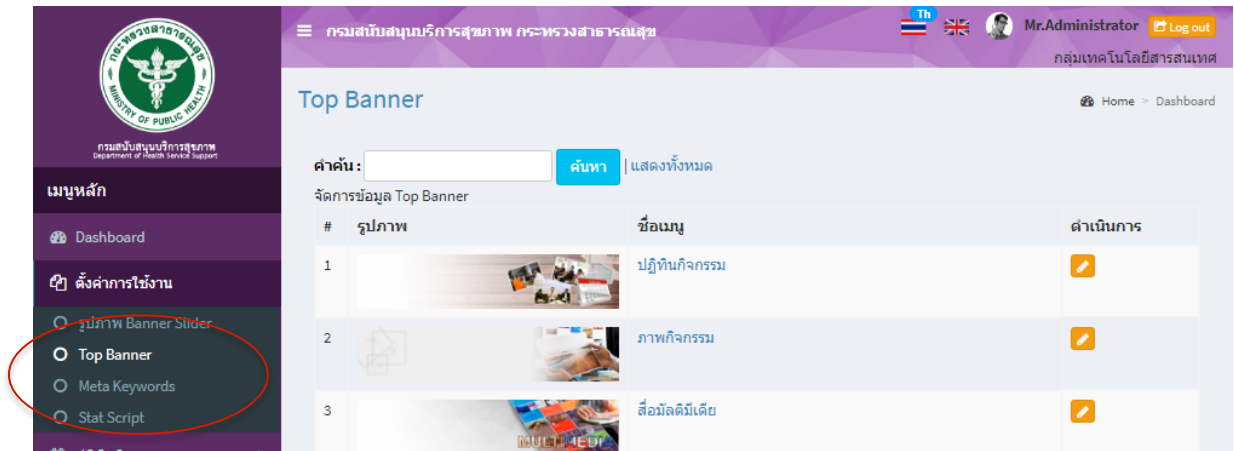 กระทรวงสาธารณสุข
MINISTRY OF PUBLIC HEALTH
กรมสนับสนุนบริการสุขภาพ
Department of Health Service Support
เมนูหลัก
Dashboard
ตั้งค่าการใช้งาน
รูปภาพ Banner Slider
Top Banner
Meta Keywords
Stat Script
กรมสนับสนุนบริการสุขภาพ กระทรวงสาธารณสุข
Th
Mr.Administrator Log out
กลุ่มเทคโนโลยีสารสนเทศ
Top Banner
Home > Dashboard
คำค้น : ค้นหา | แสดงทั้งหมด
จัดการข้อมูล Top Banner
# รูปภาพ ชื่อเมนู ดำเนินการ
1 ปฏิทินกิจกรรม
2 ภาพกิจกรรม
3 สื่อมัลติมีเดีย
MULTIMEDIA